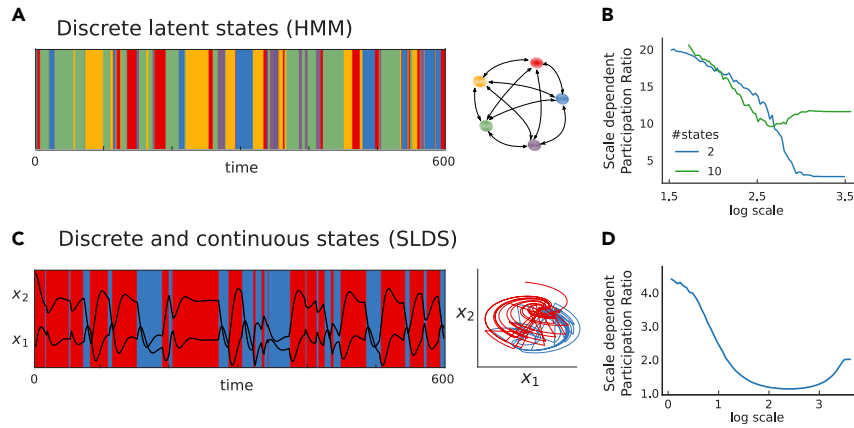 A
Discrete latent states (HMM)
0
time
600
B
Scale dependent
Participation Ratio
20
15
10
5
#states
2
10
1.5
2.5
3.5
log scale
C
Discrete and continuous states (SLDS)
x2
x1
0
time
600
x2
x1
D
Scale dependent
Participation Ratio
4.0
3.0
2.0
1.0
0
1
2
3
log scale